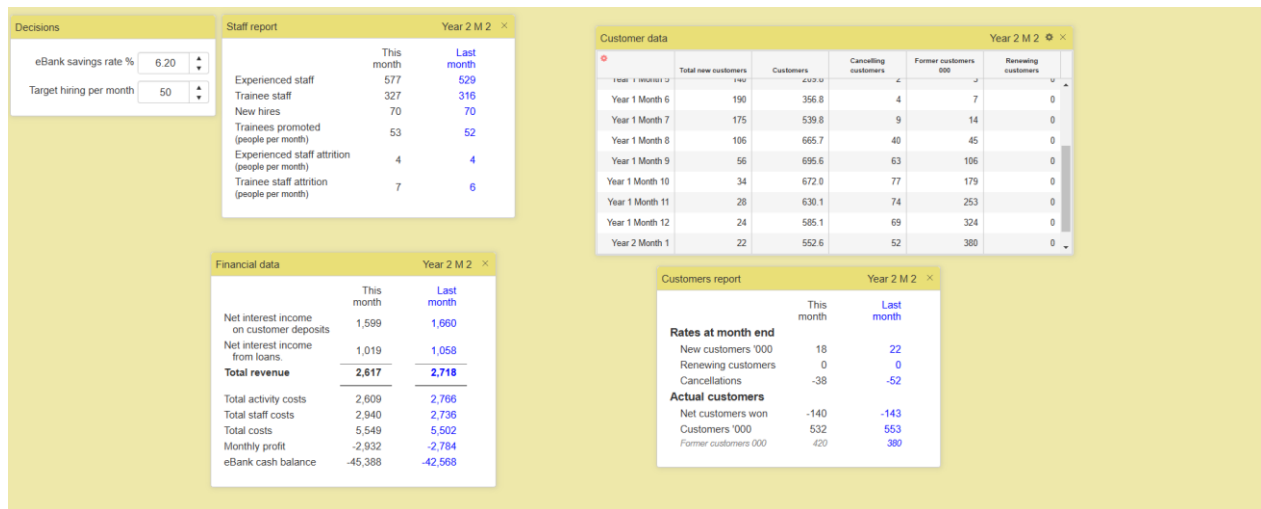 Decisions
eBank savings rate % 6.20
Target hiring per month 50
Staff report Year 2 M 2 ×
This month Last month
Experienced staff 577 529
Trainee staff 327 316
New hires 70 70
Trainees promoted (people per month) 53 52
Experienced staff attrition (people per month) 4 4
Trainee staff attrition (people per month) 7 6
Customer data Year 2 M 2 ×
Total new customers Customers Cancelling customers Former customers 000 Renewing customers
Year 1 Month 5 140 209.6 2 3 0
Year 1 Month 6 190 356.8 4 7 0
Year 1 Month 7 175 539.8 9 14 0
Year 1 Month 8 106 665.7 40 45 0
Year 1 Month 9 56 695.6 63 106 0
Year 1 Month 10 34 672.0 77 179 0
Year 1 Month 11 28 630.1 74 253 0
Year 1 Month 12 24 585.1 69 324 0
Year 2 Month 1 22 552.6 52 380 0
Financial data Year 2 M 2 ×
This month Last month
Net interest income on customer deposits 1,599 1,660
Net interest income from loans. 1,019 1,058
Total revenue 2,617 2,718
Total activity costs 2,609 2,766
Total staff costs 2,940 2,736
Total costs 5,549 5,502
Monthly profit -2,932 -2,784
eBank cash balance -45,388 -42,568
Customers report Year 2 M 2 ×
This month Last month
Rates at month end
New customers '000 18 22
Renewing customers 0 0
Cancellations -38 -52
Actual customers
Net customers won -140 -143
Customers '000 532 553
Former customers 000 420 380